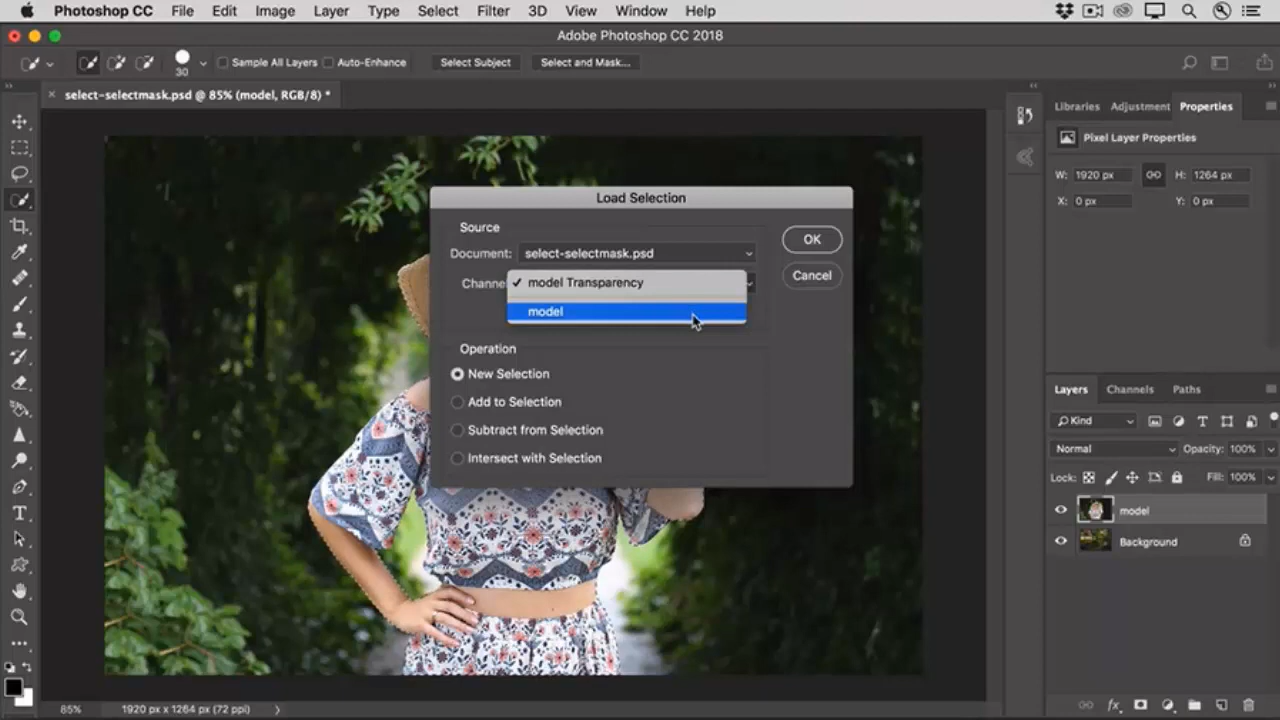 Photoshop CC File Edit Image Layer Type Select Filter 3D View Window Help
Adobe Photoshop CC 2018
30 Sample All Layers Auto-Enhance Select Subject Select and Mask...
× select-selectmask.psd @ 85% (model, RGB/8) *
Libraries Adjustment Properties
Pixel Layer Properties
W: 1920 px H: 1264 px
X: 0 px Y: 0 px
Load Selection
Source
Document: select-selectmask.psd
Channe ✓ model Transparency
model
OK
Cancel
Operation
New Selection
Add to Selection
Subtract from Selection
Intersect with Selection
Layers Channels Paths
Kind
Normal Opacity: 100%
Lock: Fill: 100%
model
Background
85% 1920 px x 1264 px (72 ppi)